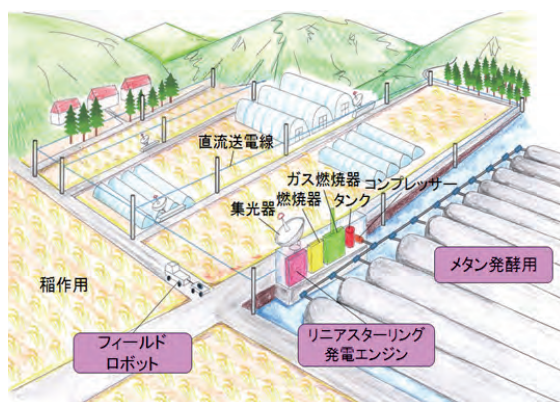 直流送電線
ガス燃焼器
コンプレッサー
燃焼器
タンク
集光器
稲作用
メタン発酵用
フィールド
ロボット
リニアスターリング
発電エンジン